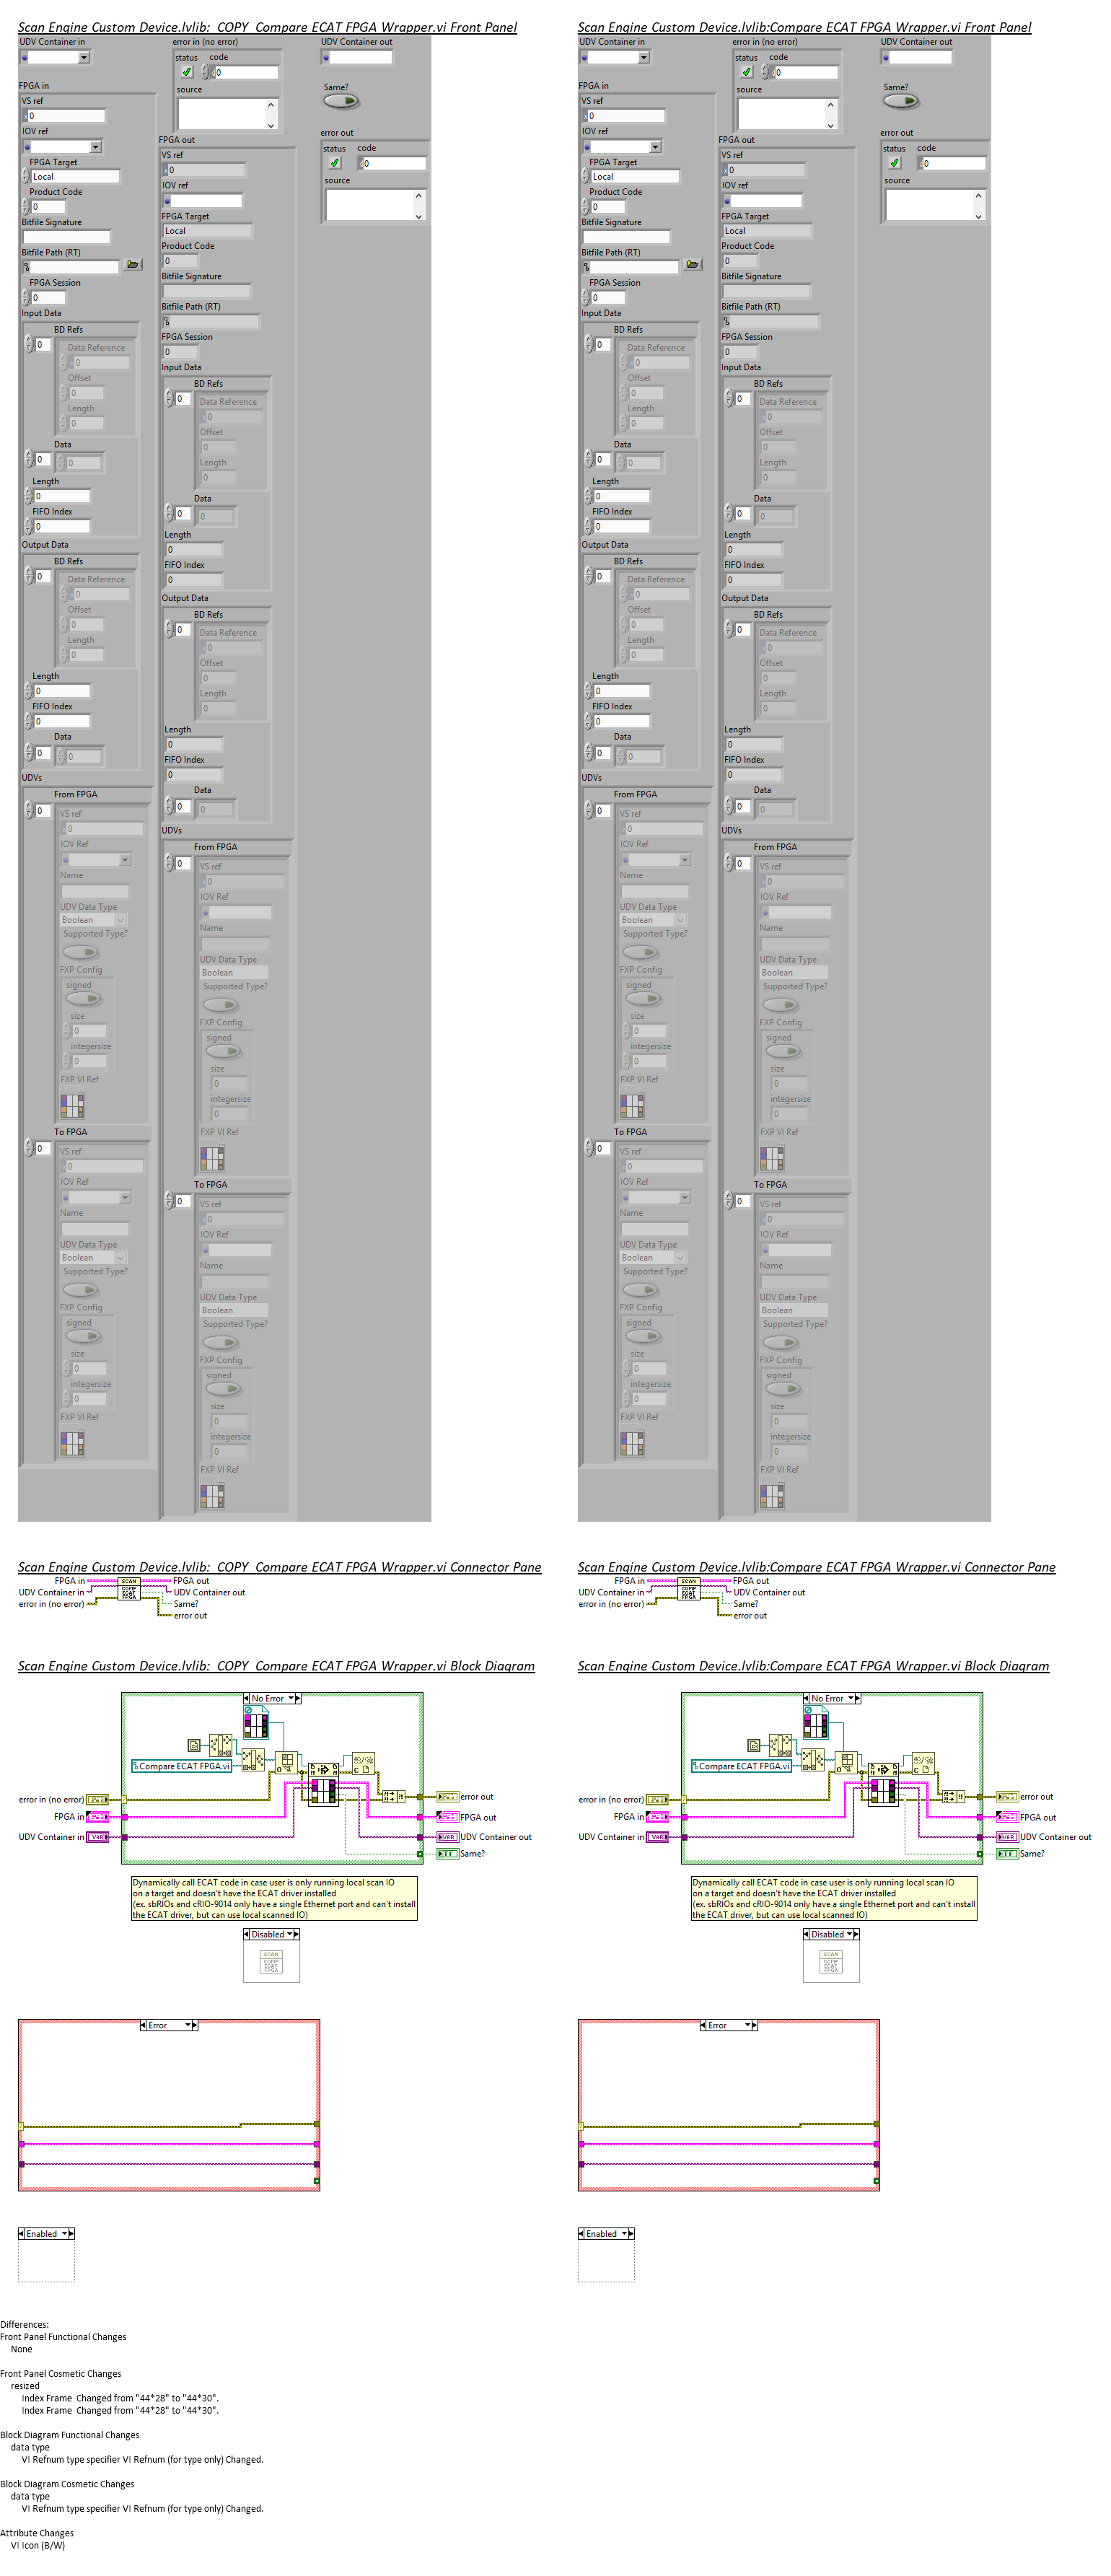 Scan Engine Custom Device.lvlib:_COPY_Compare ECAT FPGA Wrapper.vi Front Panel
UDV Container in
error in (no error)
status
code
0
source
UDV Container out
Same?
error out
status
code
0
source
FPGA in
VS ref
0
IOV ref
FPGA Target
Local
Product Code
0
Bitfile Signature
Bitfile Path (RT)
FPGA Session
0
Input Data
BD Refs
0
Data Reference
0
Offset
0
Length
0
Data
0
0
Length
0
FIFO Index
0
Output Data
BD Refs
0
Data Reference
0
Offset
0
Length
0
Length
0
FIFO Index
0
Data
0
0
UDVs
From FPGA
0
VS ref
0
IOV Ref
Name
UDV Data Type
Boolean
Supported Type?
FXP Config
signed
size
0
integersize
0
FXP VI Ref
To FPGA
0
VS ref
0
IOV Ref
Name
UDV Data Type
Boolean
Supported Type?
FXP Config
signed
size
0
integersize
0
FXP VI Ref
FPGA out
VS ref
0
IOV ref
FPGA Target
Local
Product Code
0
Bitfile Signature
Bitfile Path (RT)
FPGA Session
0
Input Data
BD Refs
0
Data Reference
0
Offset
0
Length
0
Data
0
0
Length
0
FIFO Index
0
Output Data
BD Refs
0
Data Reference
0
Offset
0
Length
0
Length
0
FIFO Index
0
Data
0
0
UDVs
From FPGA
0
VS ref
0
IOV Ref
Name
UDV Data Type
Boolean
Supported Type?
FXP Config
signed
size
0
integersize
0
FXP VI Ref
To FPGA
0
VS ref
0
IOV Ref
Name
UDV Data Type
Boolean
Supported Type?
FXP Config
signed
size
0
integersize
0
FXP VI Ref
Scan Engine Custom Device.lvlib:Compare ECAT FPGA Wrapper.vi Front Panel
UDV Container in
error in (no error)
status
code
0
source
UDV Container out
Same?
error out
status
code
0
source
FPGA in
VS ref
0
IOV ref
FPGA Target
Local
Product Code
0
Bitfile Signature
Bitfile Path (RT)
FPGA Session
0
Input Data
BD Refs
0
Data Reference
0
Offset
0
Length
0
Data
0
0
Length
0
FIFO Index
0
Output Data
BD Refs
0
Data Reference
0
Offset
0
Length
0
Length
0
FIFO Index
0
Data
0
0
UDVs
From FPGA
0
VS ref
0
IOV Ref
Name
UDV Data Type
Boolean
Supported Type?
FXP Config
signed
size
0
integersize
0
FXP VI Ref
To FPGA
0
VS ref
0
IOV Ref
Name
UDV Data Type
Boolean
Supported Type?
FXP Config
signed
size
0
integersize
0
FXP VI Ref
FPGA out
VS ref
0
IOV ref
FPGA Target
Local
Product Code
0
Bitfile Signature
Bitfile Path (RT)
FPGA Session
0
Input Data
BD Refs
0
Data Reference
0
Offset
0
Length
0
Data
0
0
Length
0
FIFO Index
0
Output Data
BD Refs
0
Data Reference
0
Offset
0
Length
0
Length
0
FIFO Index
0
Data
0
0
UDVs
From FPGA
0
VS ref
0
IOV Ref
Name
UDV Data Type
Boolean
Supported Type?
FXP Config
signed
size
0
integersize
0
FXP VI Ref
To FPGA
0
VS ref
0
IOV Ref
Name
UDV Data Type
Boolean
Supported Type?
FXP Config
signed
size
0
integersize
0
FXP VI Ref
Scan Engine Custom Device.lvlib:_COPY_Compare ECAT FPGA Wrapper.vi Connector Pane
FPGA in
UDV Container in
error in (no error)
SCAN
COMP
ECAT
FPGA
FPGA out
UDV Container out
Same?
error out
Scan Engine Custom Device.lvlib:Compare ECAT FPGA Wrapper.vi Connector Pane
FPGA in
UDV Container in
error in (no error)
SCAN
COMP
ECAT
FPGA
FPGA out
UDV Container out
Same?
error out
Scan Engine Custom Device.lvlib:_COPY_Compare ECAT FPGA Wrapper.vi Block Diagram
No Error
Compare ECAT FPGA.vi
error in (no error)
FPGA in
UDV Container in
error out
FPGA out
UDV Container out
Same?
Dynamically call ECAT code in case user is only running local scan IO
on a target and doesn't have the ECAT driver installed
(ex. sbRIOs and cRIO-9014 only have a single Ethernet port and can't install
the ECAT driver, but can use local scanned IO)
Disabled
SCAN
COMP
ECAT
FPGA
Error
Enabled
Scan Engine Custom Device.lvlib:Compare ECAT FPGA Wrapper.vi Block Diagram
No Error
Compare ECAT FPGA.vi
error in (no error)
FPGA in
UDV Container in
error out
FPGA out
UDV Container out
Same?
Dynamically call ECAT code in case user is only running local scan IO
on a target and doesn't have the ECAT driver installed
(ex. sbRIOs and cRIO-9014 only have a single Ethernet port and can't install
the ECAT driver, but can use local scanned IO)
Disabled
SCAN
COMP
ECAT
FPGA
Error
Enabled
Differences:
Front Panel Functional Changes
None
Front Panel Cosmetic Changes
resized
Index Frame  Changed from "44*28" to "44*30".
Index Frame  Changed from "44*28" to "44*30".
Block Diagram Functional Changes
data type
VI Refnum type specifier VI Refnum (for type only) Changed.
Block Diagram Cosmetic Changes
data type
VI Refnum type specifier VI Refnum (for type only) Changed.
Attribute Changes
VI Icon (B/W)